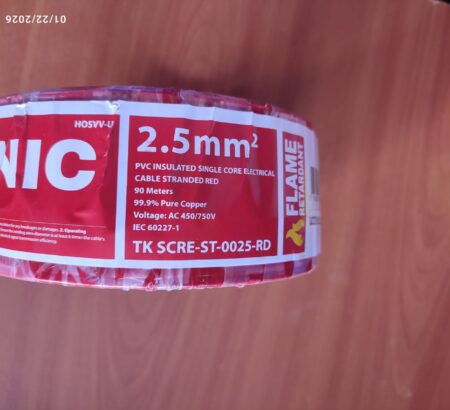 01/22/2026
HO5VV-U
NIC
2.5mm²
PVC INSULATED SINGLE CORE ELECTRICAL
CABLE STRANDED RED
90 Meters
99.9% Pure Copper
Voltage: AC 450/750V
IEC 60227-1
TK SCRE-ST-0025-RD
FLAME
RETARDANT